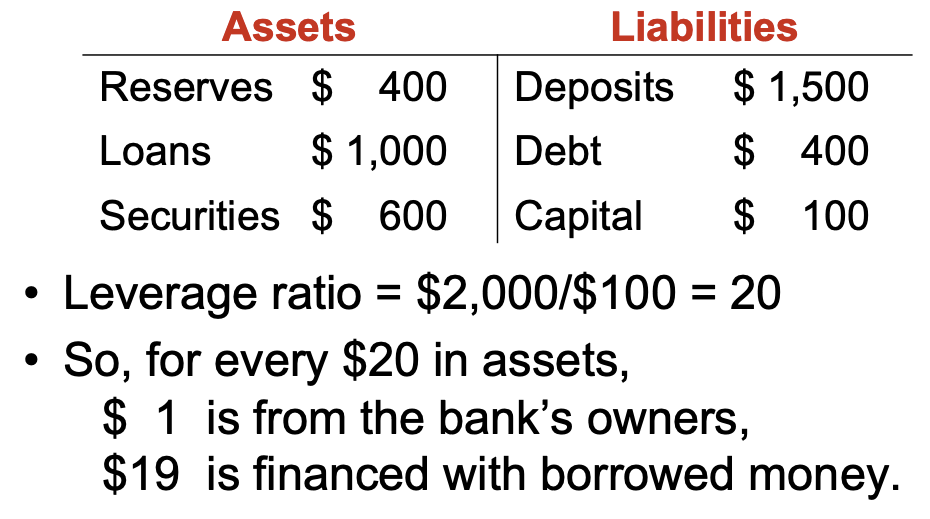 Assets Liabilities
Reserves $ 400 Deposits $ 1,500
Loans $ 1,000 Debt $ 400
Securities $ 600 Capital $ 100
• Leverage ratio = $2,000/$100 = 20
• So, for every $20 in assets,
$ 1 is from the bank’s owners,
$19 is financed with borrowed money.